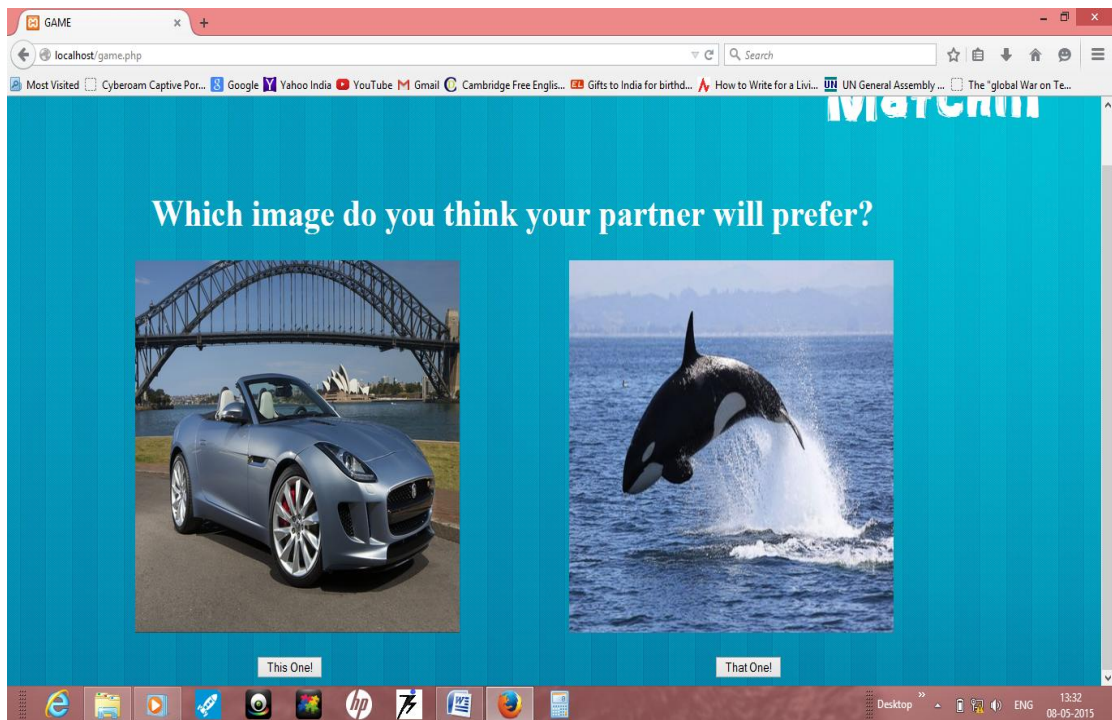 GAME
localhost/game.php
Search
Most Visited Cyberoam Captive Por... Google Yahoo India YouTube Gmail Cambridge Free Englis... Gifts to India for birthd... How to Write for a Livi... UN General Assembly ... The "global War on Te...
Which image do you think your partner will prefer?
This One! That One!
Desktop ENG 13:32
08-05-2015